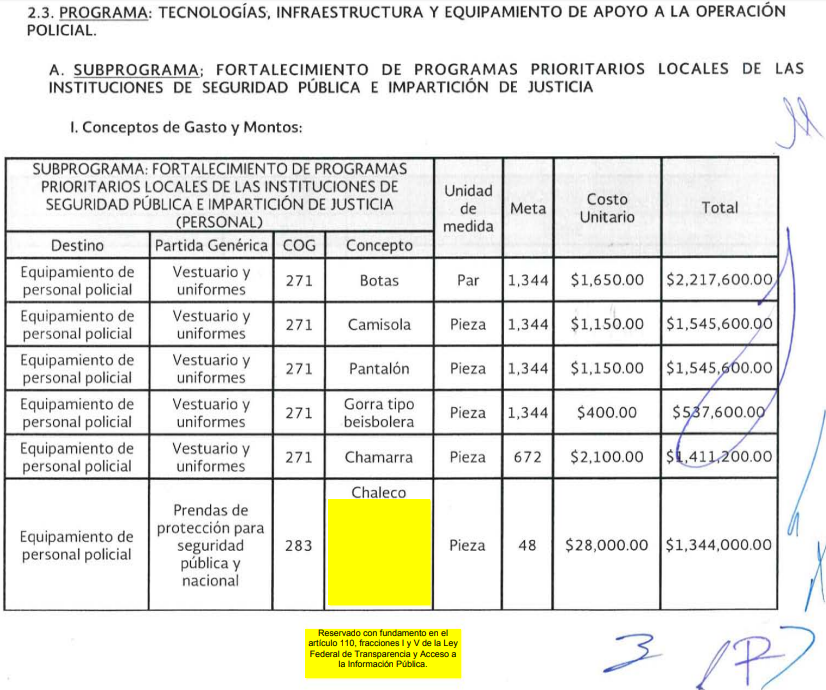 2.3. PROGRAMA: TECNOLOGÍAS, INFRAESTRUCTURA Y EQUIPAMIENTO DE APOYO A LA OPERACIÓN
POLICIAL.
A. SUBPROGRAMA; FORTALECIMIENTO DE PROGRAMAS PRIORITARIOS LOCALES DE LAS
INSTITUCIONES DE SEGURIDAD PÚBLICA E IMPARTICIÓN DE JUSTICIA
I. Conceptos de Gasto y Montos:
SUBPROGRAMA: FORTALECIMIENTO DE PROGRAMAS
PRIORITARIOS LOCALES DE LAS INSTITUCIONES DE
SEGURIDAD PÚBLICA E IMPARTICIÓN DE JUSTICIA
(PERSONAL)
Unidad
de
medida
Meta
Costo
Unitario
Total
Destino Partida Genérica COG Concepto
Equipamiento de
personal policial
Vestuario y
uniformes
271 Botas Par 1,344 $1,650.00 $2,217,600.00
Equipamiento de
personal policial
Vestuario y
uniformes
271 Camisola Pieza 1,344 $1,150.00 $1,545,600.00
Equipamiento de
personal policial
Vestuario y
uniformes
271 Pantalón Pieza 1,344 $1,150.00 $1,545,600.00
Equipamiento de
personal policial
Vestuario y
uniformes
271
Gorra tipo
beisbolera
Pieza 1,344 $400.00 $537,600.00
Equipamiento de
personal policial
Vestuario y
uniformes
271 Chamarra Pieza 672 $2,100.00 $1,411,200.00
Equipamiento de
personal policial
Prendas de
protección para
seguridad
pública y
nacional
283
Chaleco
Pieza 48 $28,000.00 $1,344,000.00
Reservado con fundamento en el
artículo 110, fracciones I y V de la Ley
Federal de Transparencia y Acceso a
la Información Pública.